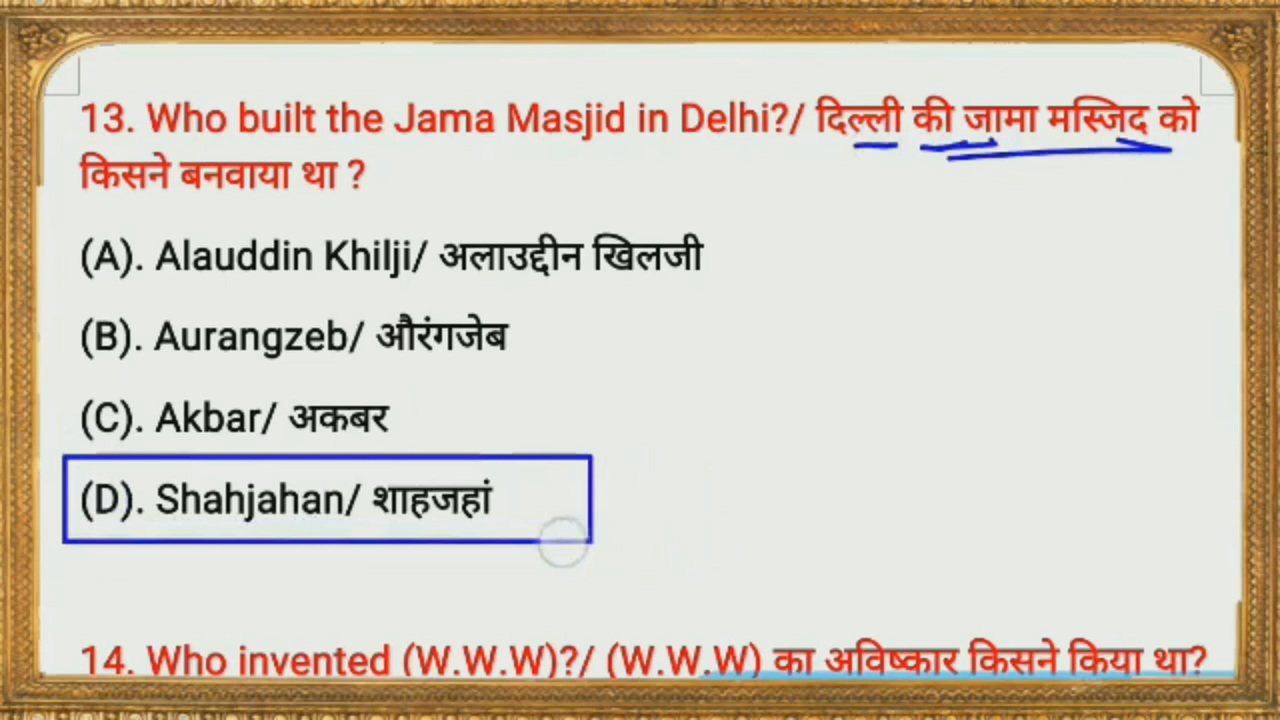 13. Who built the Jama Masjid in Delhi?/ दिल्ली की जामा मस्जिद को
किसने बनवाया था ?
(A). Alauddin Khilji/ अलाउद्दीन खिलजी
(B). Aurangzeb/ औरंगजेब
(C). Akbar/ अकबर
(D). Shahjahan/ शाहजहां
14. Who invented (W.W.W)?/ (W.W.W) का अविष्कार किसने किया था?